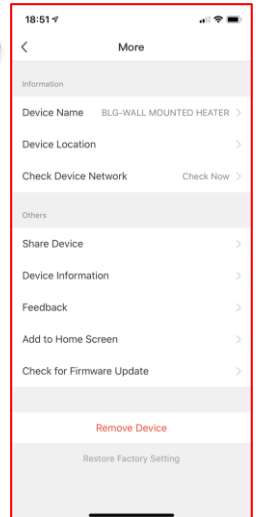 18:51
More
Information
Device Name BLG-WALL MOUNTED HEATER
Device Location
Check Device Network Check Now
Others
Share Device
Device Information
Feedback
Add to Home Screen
Check for Firmware Update
Remove Device
Restore Factory Setting